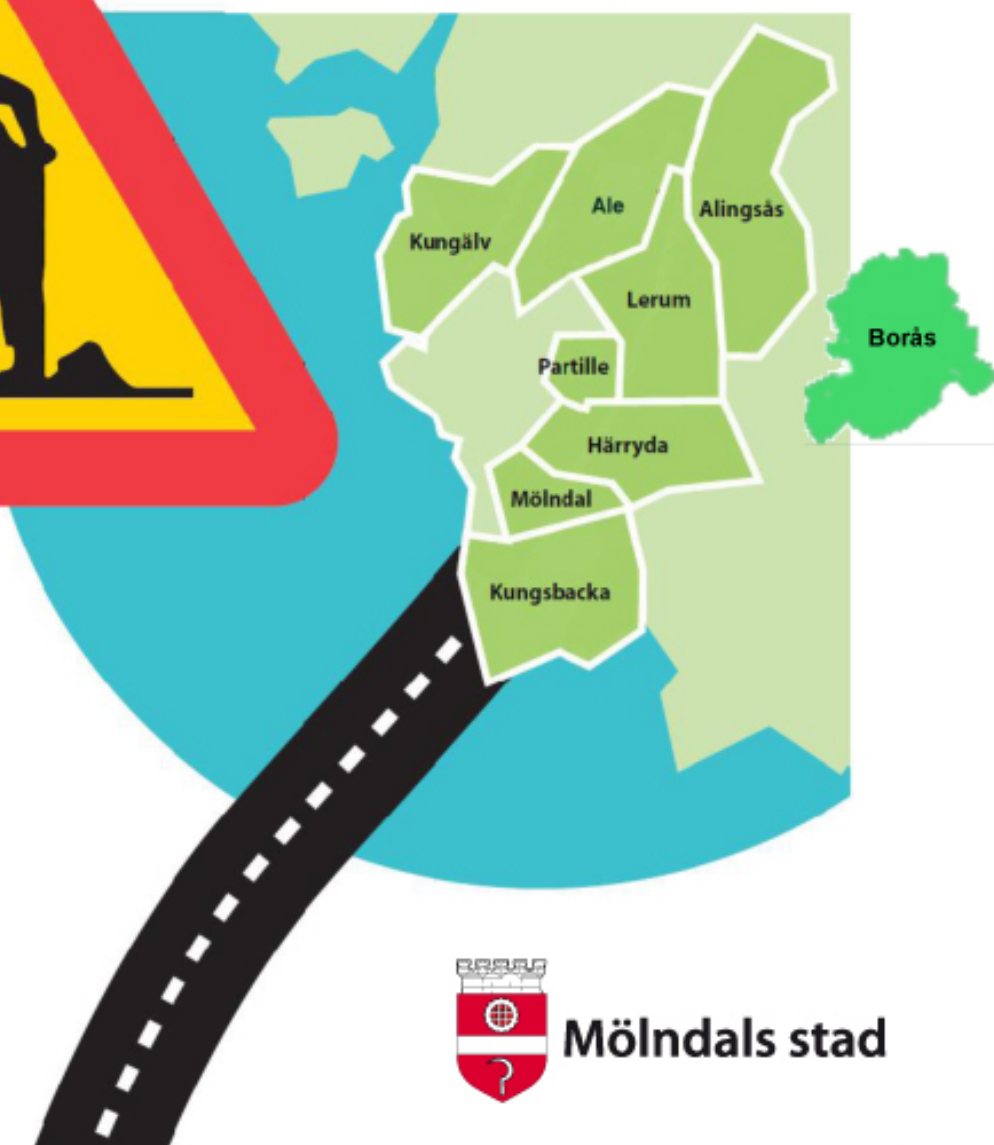 Ale
Alingsås
Kungälv
Lerum
Borås
Partille
Härryda
Mölndal
Kungsbacka
Mölndals stad